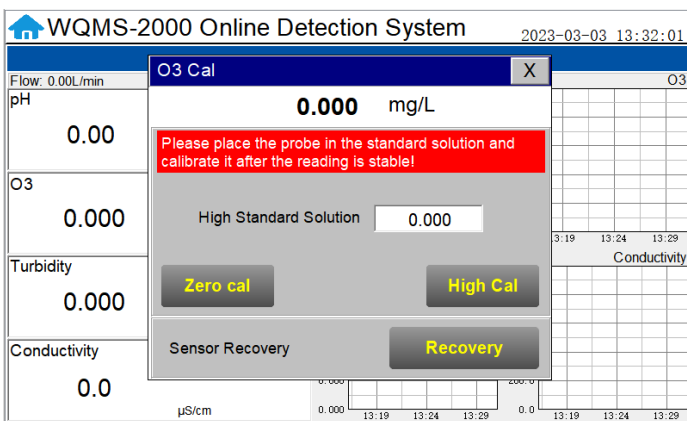 WQMS-2000 Online Detection System
2023-03-03 13:32:01
Flow: 0.00L/min
O3
pH
0.00
O3
0.000
Turbidity
0.000
Conductivity
0.0
µS/cm
O3 Cal
X
0.000 mg/L
Please place the probe in the standard solution and
calibrate it after the reading is stable!
High Standard Solution 0.000
Zero cal High Cal
Sensor Recovery Recovery
13:19 13:24 13:29
Conductivity
0.000
13:19 13:24 13:29
200.0
0.0
13:19 13:24 13:29